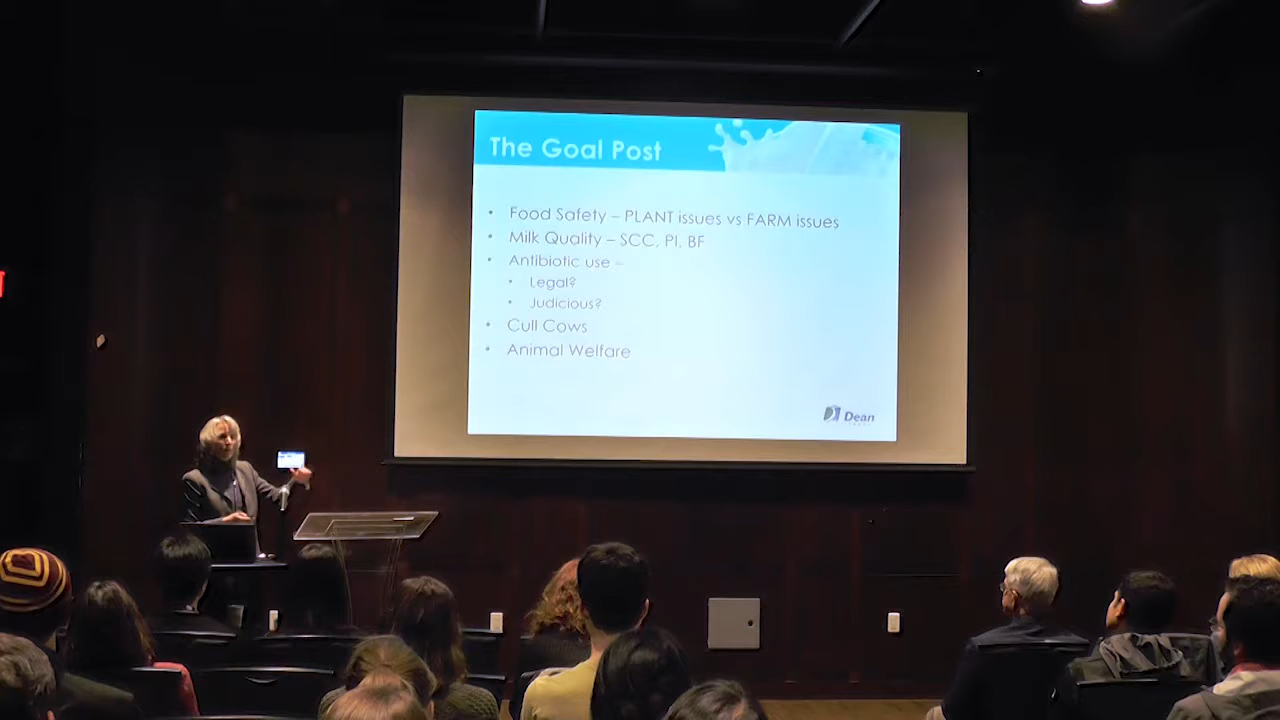 The Goal Post
• Food Safety – PLANT issues vs FARM issues
• Milk Quality – SCC, PI, BF
• Antibiotic use –
• Legal?
• Judicious?
• Cull Cows
• Animal Welfare
Dean